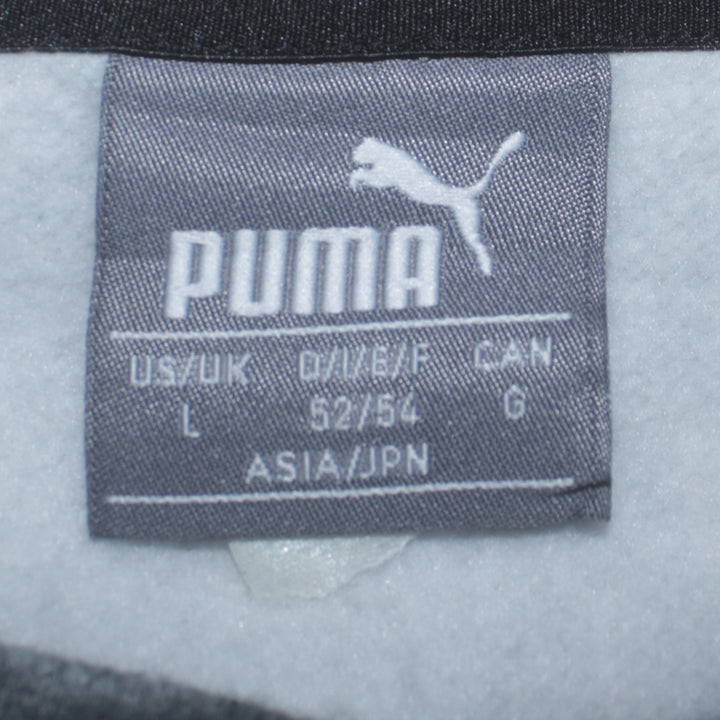 PUMA
US/UK D/I/E/F CAN
L 52/54 G
ASIA/JPN